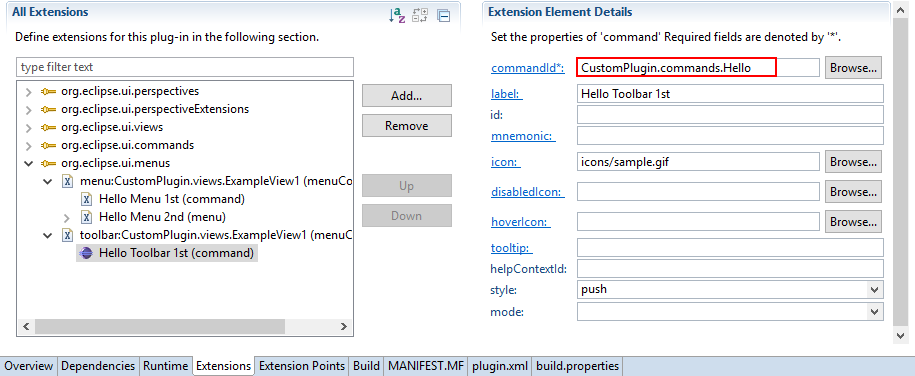 All Extensions
Define extensions for this plug-in in the following section.
type filter text
org.eclipse.ui.perspectives
org.eclipse.ui.perspectiveExtensions
org.eclipse.ui.views
org.eclipse.ui.commands
org.eclipse.ui.menus
menu:CustomPlugin.views.ExampleView1 (menuCo
Hello Menu 1st (command)
Hello Menu 2nd (menu)
toolbar:CustomPlugin.views.ExampleView1 (menuC
Hello Toolbar 1st (command)
Add...
Remove
Up
Down
Extension Element Details
Set the properties of 'command' Required fields are denoted by '*'.
commandId*: CustomPlugin.commands.Hello Browse...
label: Hello Toolbar 1st
id:
mnemonic:
icon: icons/sample.gif Browse...
disabledIcon: Browse...
hoverIcon: Browse...
tooltip:
helpContextId:
style: push
mode:
Overview Dependencies Runtime Extensions Extension Points Build MANIFEST.MF plugin.xml build.properties